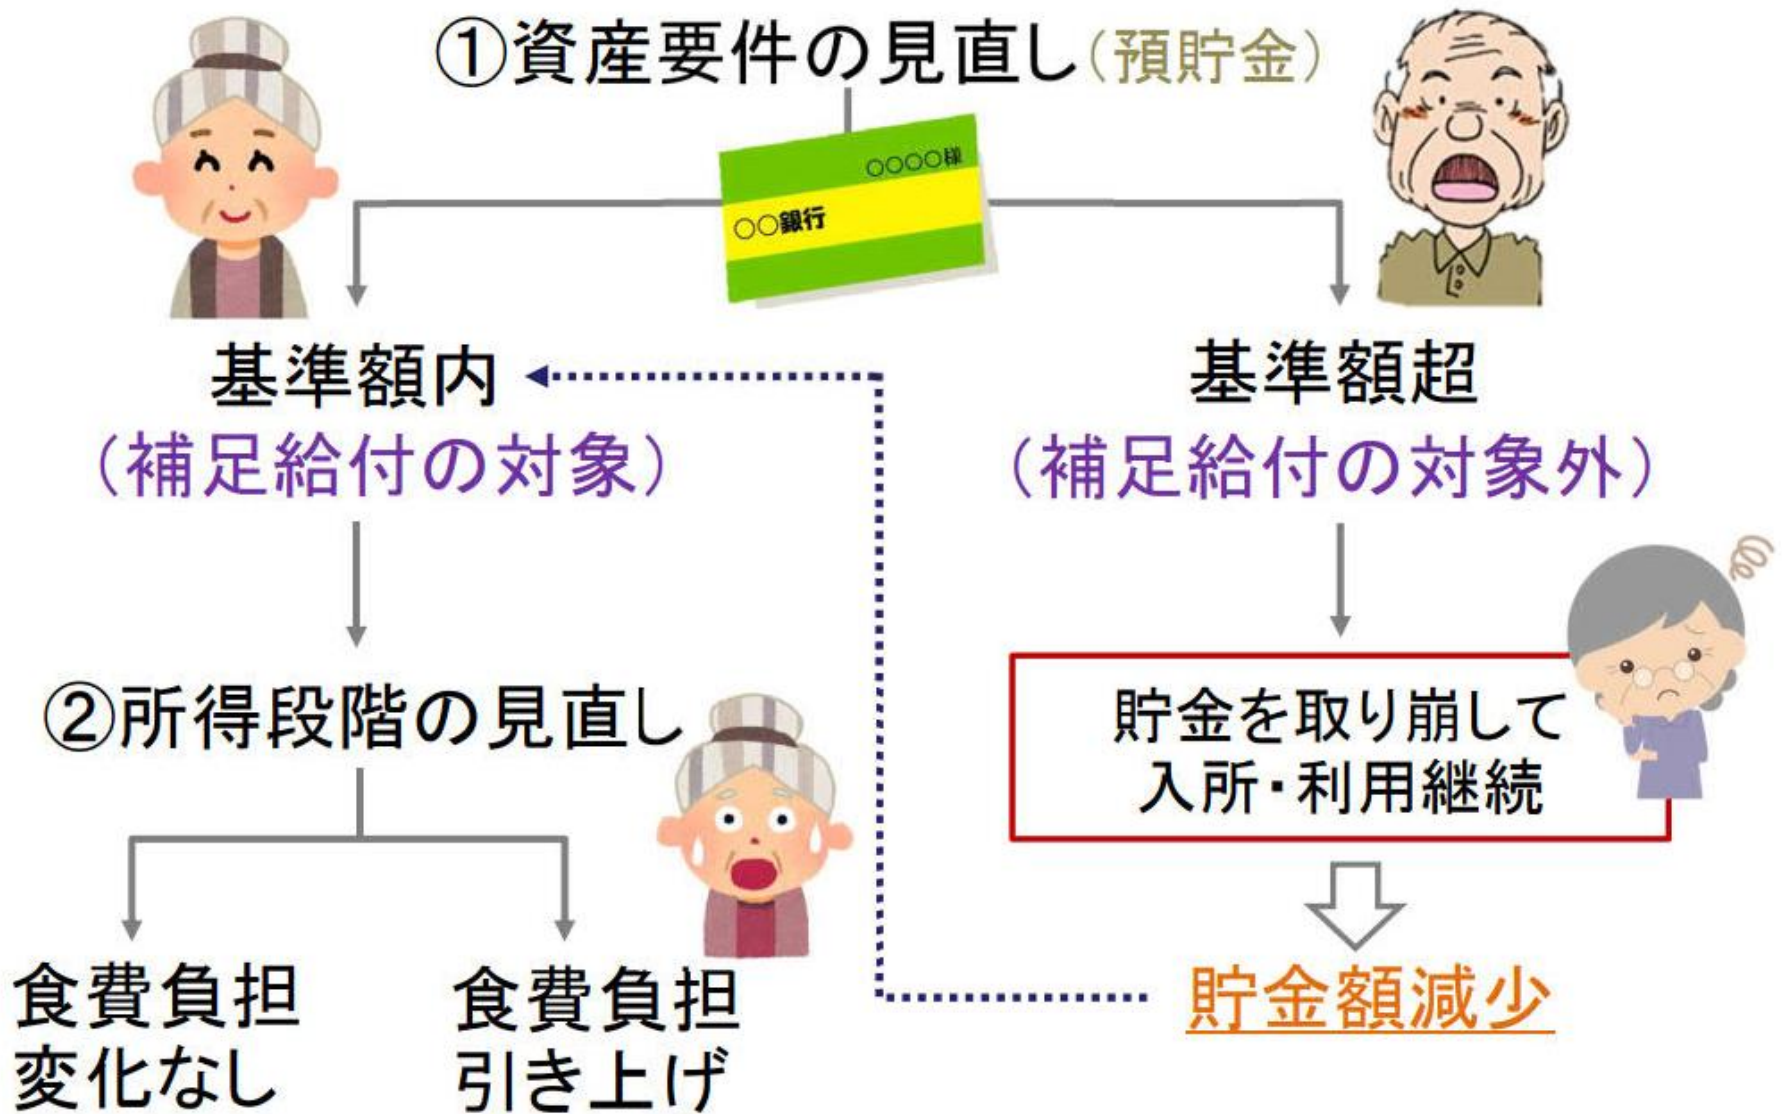 ①資産要件の見直し（預貯金）
○○○○様
○○銀行
基準額内
（補足給付の対象）
基準額超
（補足給付の対象外）
②所得段階の見直し
貯金を取り崩して
入所・利用継続
食費負担
変化なし
食費負担
引き上げ
貯金額減少